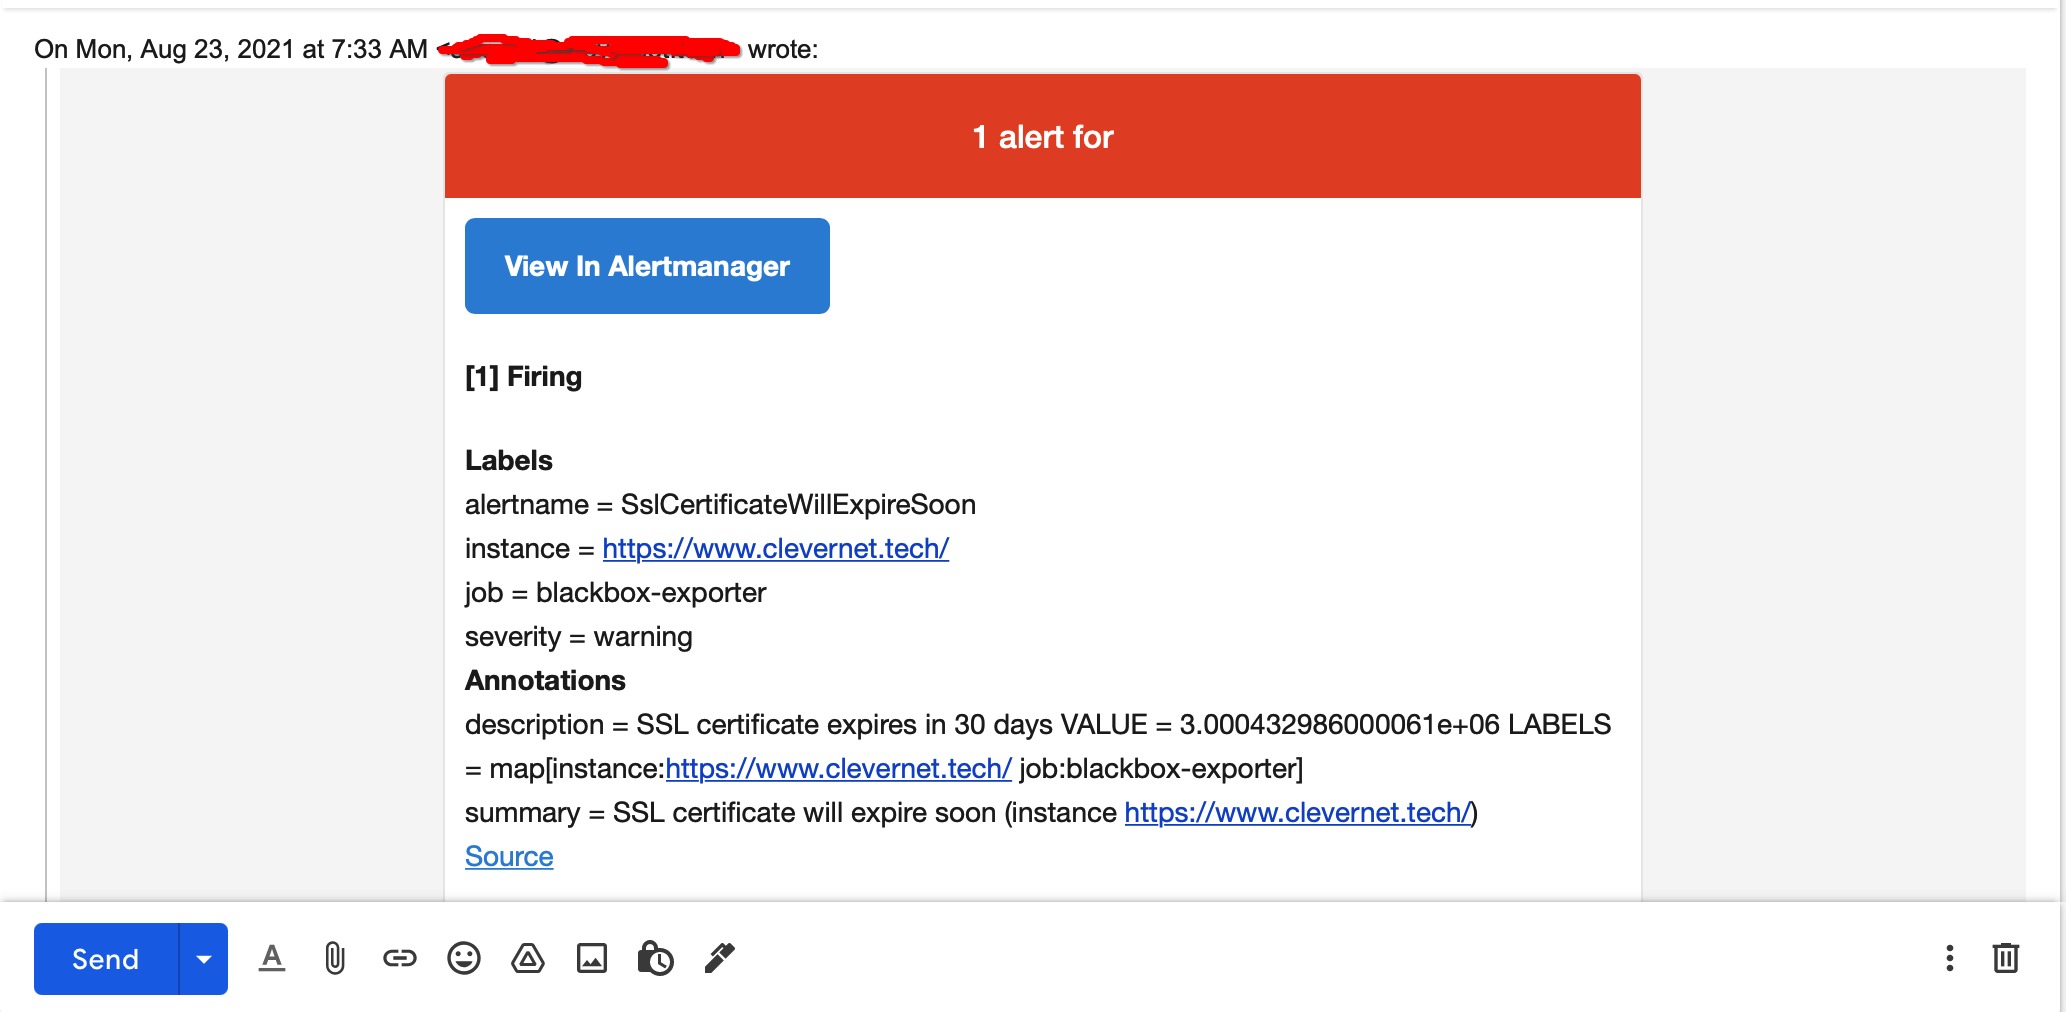 On Mon, Aug 23, 2021 at 7:33 AM wrote:
1 alert for
View In Alertmanager
[1] Firing
Labels
alertname = SslCertificateWillExpireSoon
instance = https://www.clevernet.tech/
job = blackbox-exporter
severity = warning
Annotations
description = SSL certificate expires in 30 days VALUE = 3.000432986000061e+06 LABELS
= map[instance:https://www.clevernet.tech/ job:blackbox-exporter]
summary = SSL certificate will expire soon (instance https://www.clevernet.tech/)
Source
Send